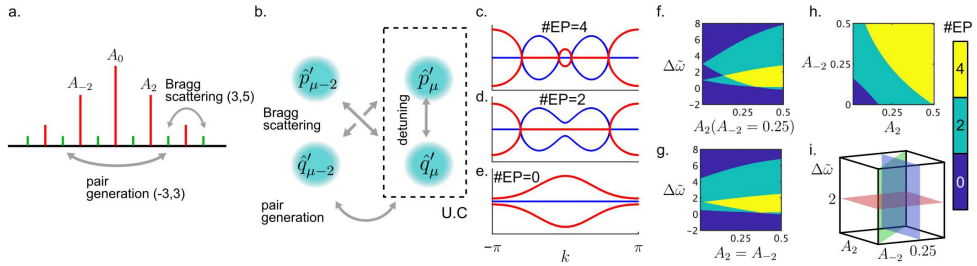 a.
A₀
A₋₂
A₂
Bragg
scattering (3,5)
pair
generation (-3,3)
b.
p̂′μ₋₂
p̂′μ
Bragg
scattering
detuning
q̂′μ₋₂
q̂′μ
pair
generation
U.C
c.
#EP=4
d.
#EP=2
e.
#EP=0
−π
k
π
f.
8
6
4
Δω̃
2
0
-2
0.25
0.5
A₂(A₋₂ = 0.25)
g.
8
6
4
Δω̃
2
0
-2
0.25
0.5
A₂ = A₋₂
h.
0.5
A₋₂ 0.25
0
0
0.25
0.5
A₂
#EP
4
2
0
i.
Δω̃
2
A₂
A₋₂
0.25